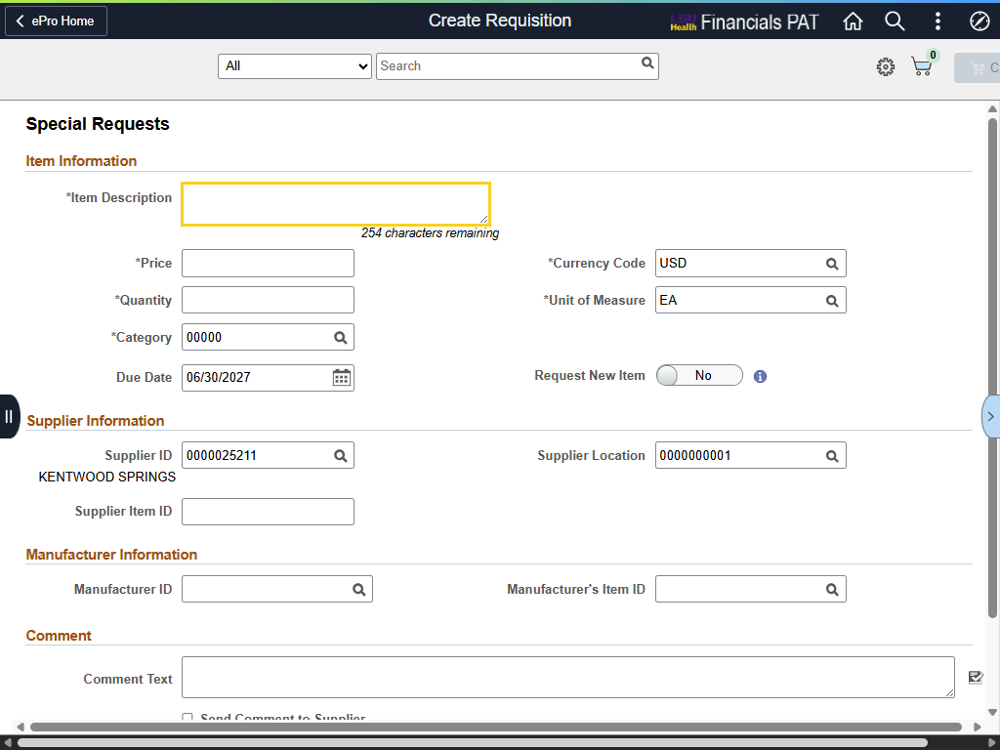 ePro Home
Create Requisition
LSU Health Financials PAT
All
Search
0
C
Special Requests
Item Information
*Item Description
254 characters remaining
*Price
*Currency Code USD
*Quantity
*Unit of Measure EA
*Category 00000
Due Date 06/30/2027
Request New Item No
Supplier Information
Supplier ID 0000025211
Supplier Location 0000000001
KENTWOOD SPRINGS
Supplier Item ID
Manufacturer Information
Manufacturer ID
Manufacturer's Item ID
Comment
Comment Text
Send Comment to Supplier